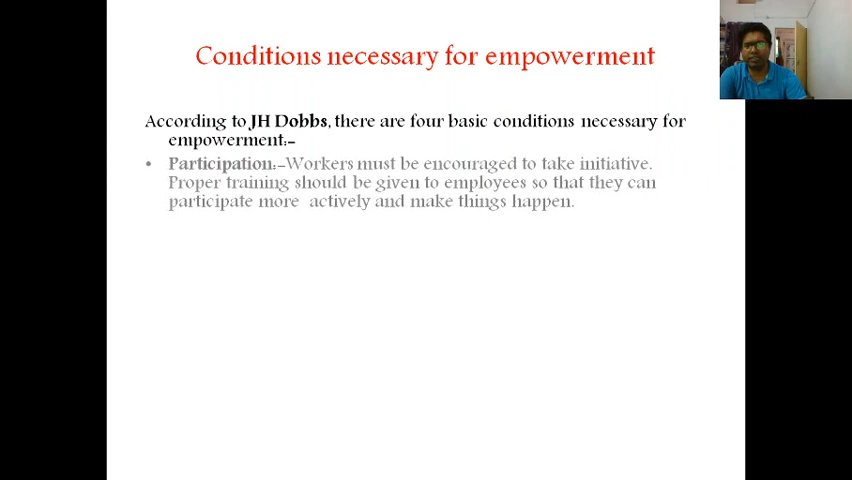 Conditions necessary for empowerment
According to JH Dobbs, there are four basic conditions necessary for
empowerment:-
• Participation:-Workers must be encouraged to take initiative.
Proper training should be given to employees so that they can
participate more actively and make things happen.